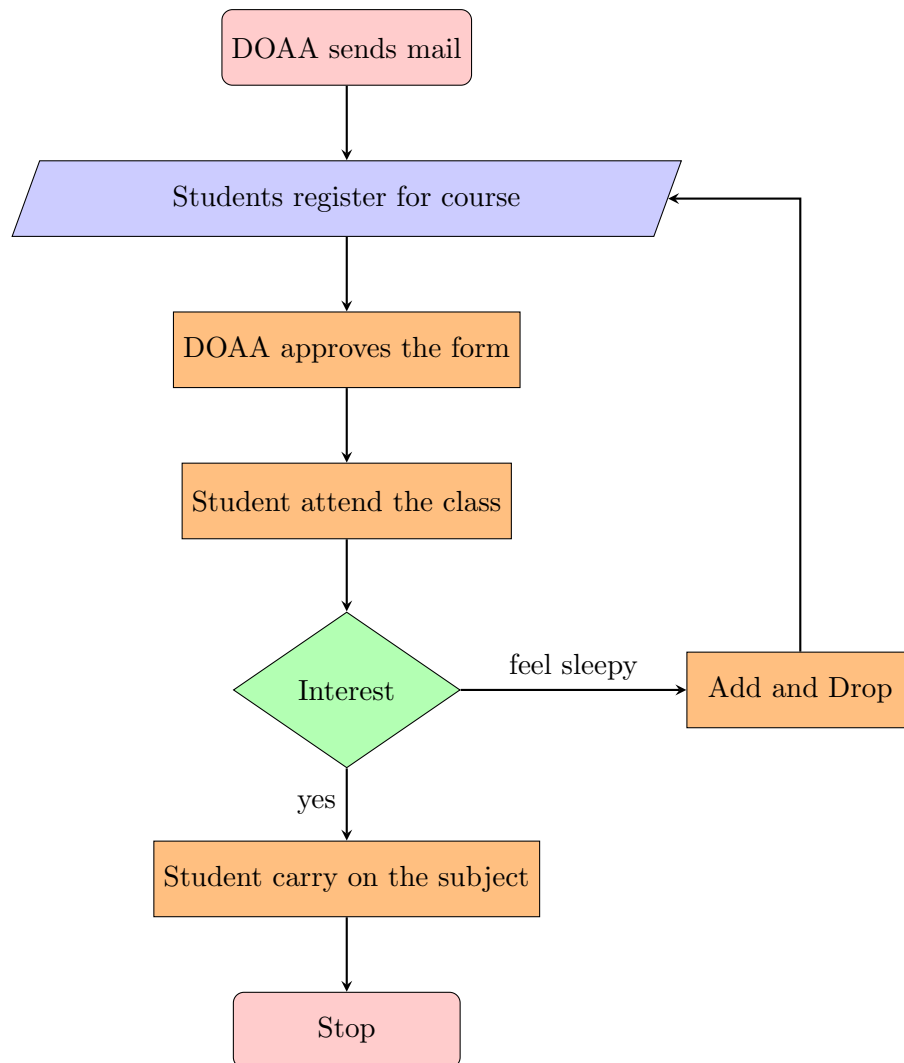 DOAA sends mail
Students register for course
DOAA approves the form
Student attend the class
Interest
feel sleepy
Add and Drop
yes
Student carry on the subject
Stop